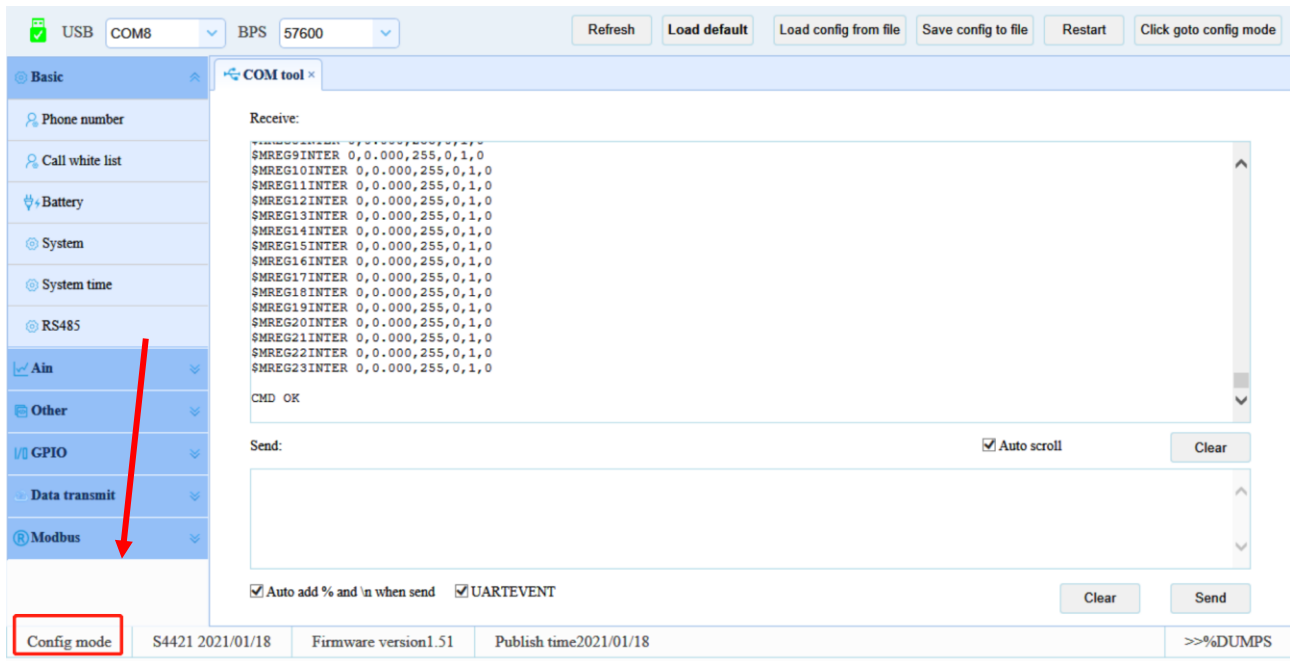 USB COM8 BPS 57600 Refresh Load default Load config from file Save config to file Restart Click goto config mode
Basic
COM tool ×
Phone number
Call white list
Battery
System
System time
RS485
Ain
Other
I/O GPIO
Data transmit
R Modbus
Receive:
$MREG9INTER 0,0.000,255,0,1,0
$MREG10INTER 0,0.000,255,0,1,0
$MREG11INTER 0,0.000,255,0,1,0
$MREG12INTER 0,0.000,255,0,1,0
$MREG13INTER 0,0.000,255,0,1,0
$MREG14INTER 0,0.000,255,0,1,0
$MREG15INTER 0,0.000,255,0,1,0
$MREG16INTER 0,0.000,255,0,1,0
$MREG17INTER 0,0.000,255,0,1,0
$MREG18INTER 0,0.000,255,0,1,0
$MREG19INTER 0,0.000,255,0,1,0
$MREG20INTER 0,0.000,255,0,1,0
$MREG21INTER 0,0.000,255,0,1,0
$MREG22INTER 0,0.000,255,0,1,0
$MREG23INTER 0,0.000,255,0,1,0
CMD OK
Send: Auto scroll Clear
Auto add % and \n when send UARTEVENT Clear Send
Config mode S4421 2021/01/18 Firmware version1.51 Publish time2021/01/18 >>%DUMPS